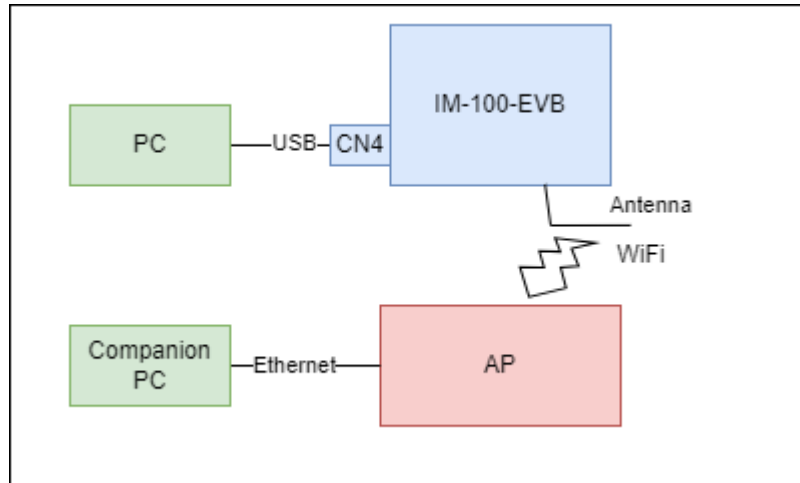 IM-100-EVB
PC
USB
CN4
Antenna
WiFi
Companion
PC
Ethernet
AP